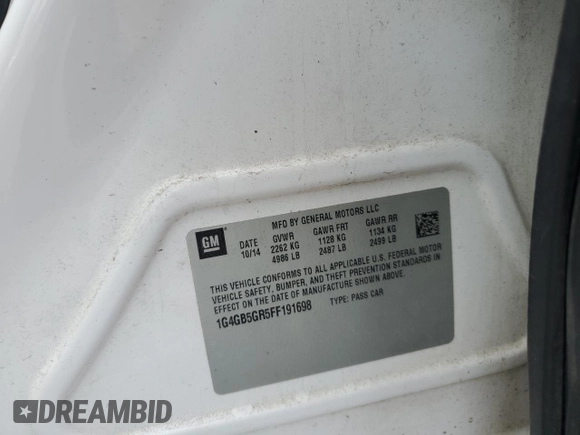 MFD BY GENERAL MOTORS LLC
GM
DATE GVWR GAWR FRT GAWR RR
10/14 2262 KG 1128 KG 1134 KG
4986 LB 2487 LB 2499 LB
THIS VEHICLE CONFORMS TO ALL APPLICABLE U.S. FEDERAL MOTOR
VEHICLE SAFETY, BUMPER, AND THEFT PREVENTION STANDARDS IN
EFFECT ON THE DATE OF MANUFACTURE SHOWN ABOVE.
1G4GB5GR5FF191698 TYPE: PASS CAR
DREAMBID